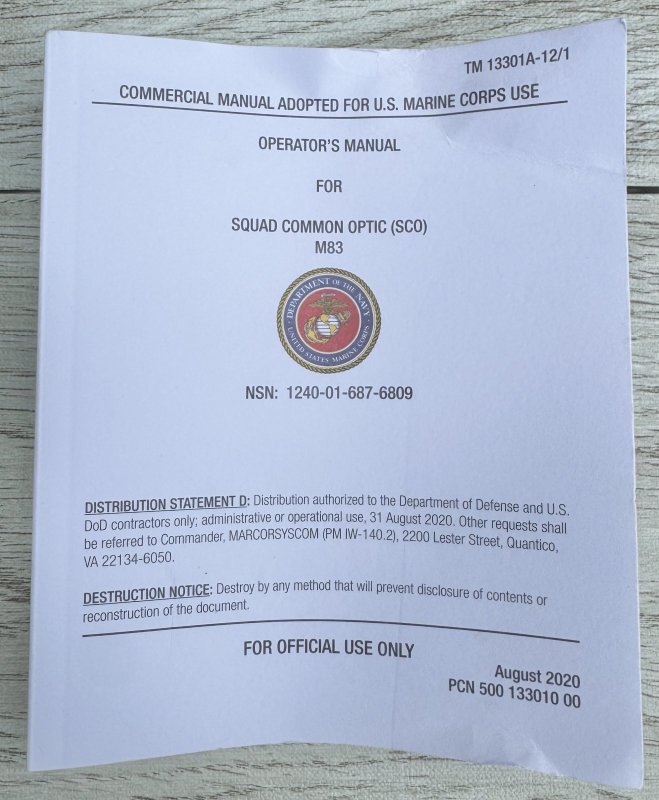 TM 13301A-12/1
COMMERCIAL MANUAL ADOPTED FOR U.S. MARINE CORPS USE
OPERATOR'S MANUAL
FOR
SQUAD COMMON OPTIC (SCO)
M83
DEPARTMENT OF THE NAVY
UNITED STATES MARINE CORPS
NSN: 1240-01-687-6809
DISTRIBUTION STATEMENT D: Distribution authorized to the Department of Defense and U.S.
DoD contractors only; administrative or operational use, 31 August 2020. Other requests shall
be referred to Commander, MARCORSYSCOM (PM IW-140.2), 2200 Lester Street, Quantico,
VA 22134-6050.
DESTRUCTION NOTICE: Destroy by any method that will prevent disclosure of contents or
reconstruction of the document.
FOR OFFICIAL USE ONLY
August 2020
PCN 500 133010 00